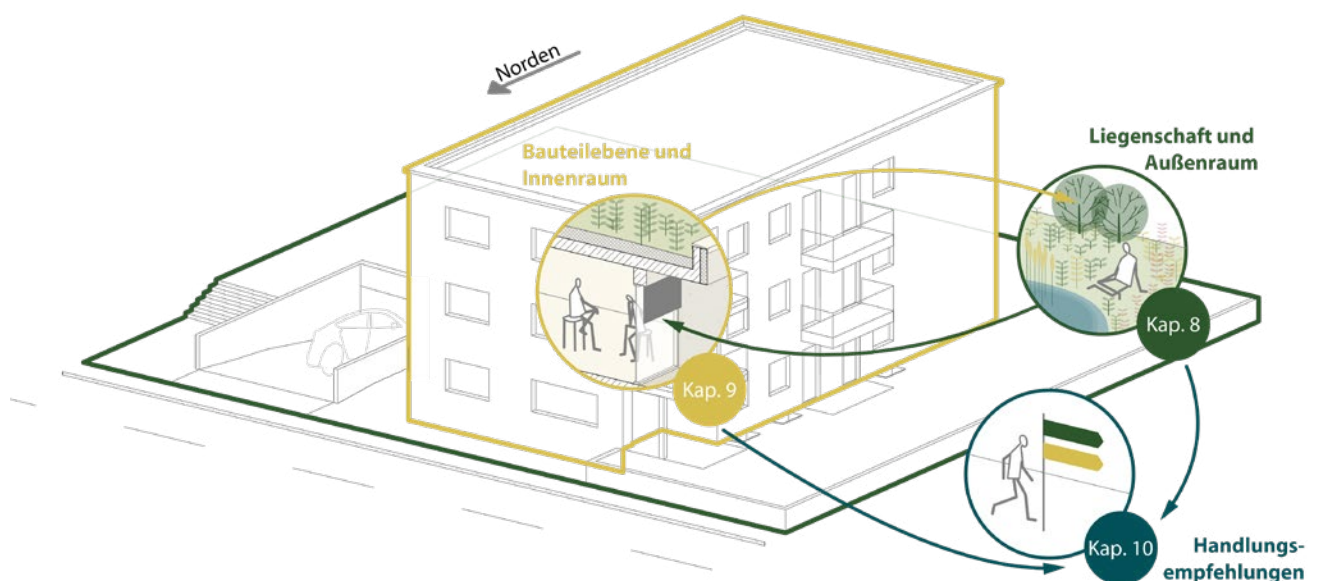 Norden
Bauteilebene und
Innenraum
Liegenschaft und
Außenraum
Kap. 8
Kap. 9
Kap. 10
Handlungs-
empfehlungen